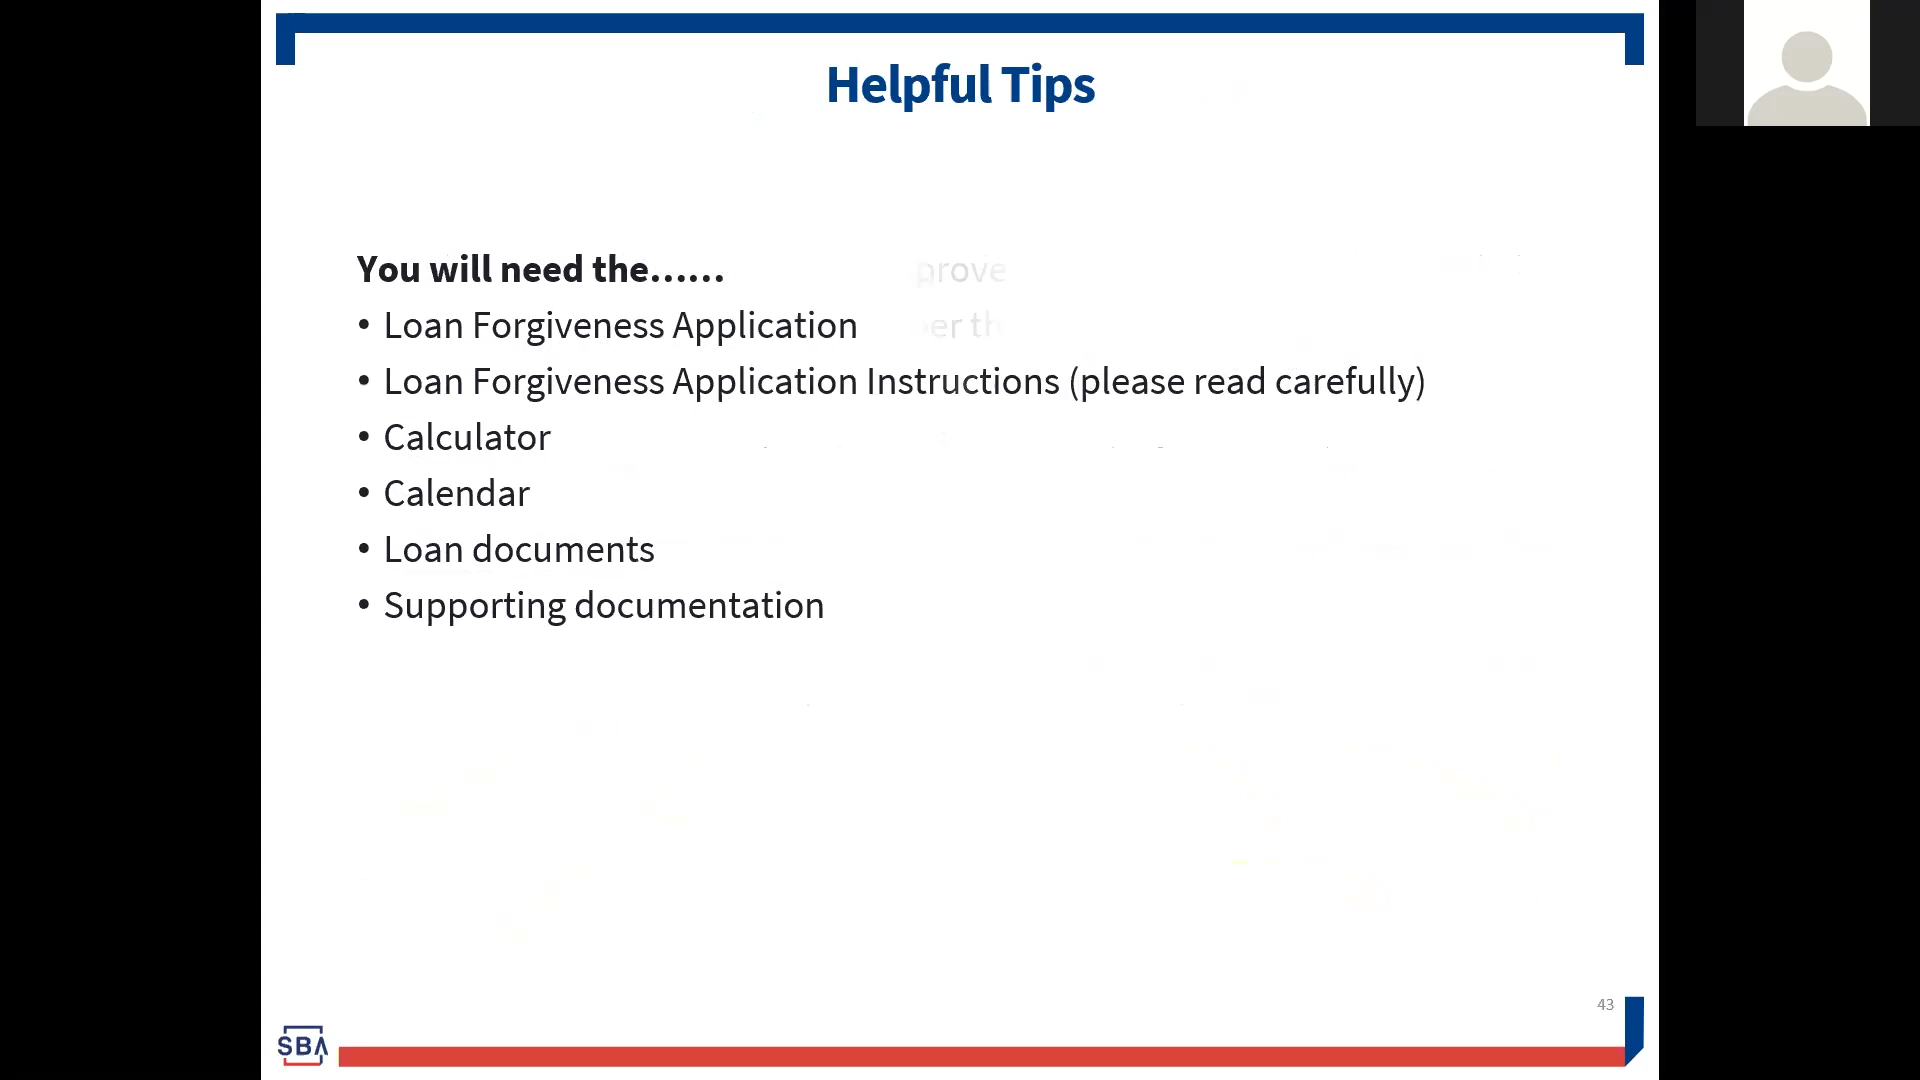 Helpful Tips
You will need the......
• Loan Forgiveness Application
• Loan Forgiveness Application Instructions (please read carefully)
• Calculator
• Calendar
• Loan documents
• Supporting documentation
43
SBA